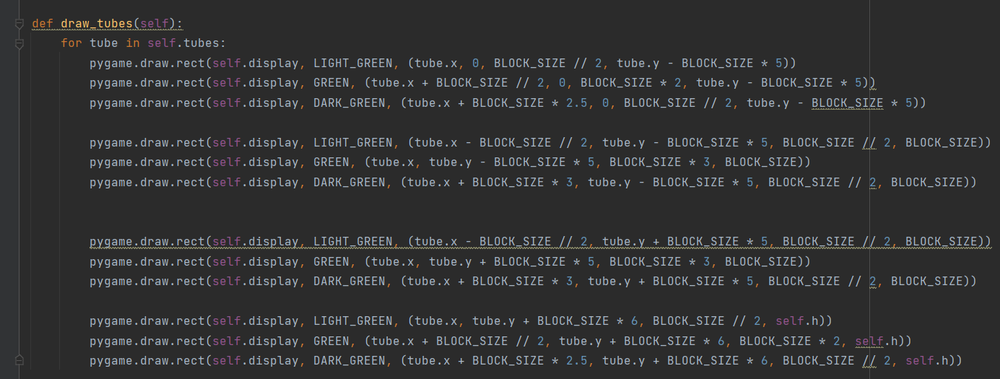 def draw_tubes(self):
    for tube in self.tubes:
        pygame.draw.rect(self.display, LIGHT_GREEN, (tube.x, 0, BLOCK_SIZE // 2, tube.y - BLOCK_SIZE * 5))
        pygame.draw.rect(self.display, GREEN, (tube.x + BLOCK_SIZE // 2, 0, BLOCK_SIZE * 2, tube.y - BLOCK_SIZE * 5))
        pygame.draw.rect(self.display, DARK_GREEN, (tube.x + BLOCK_SIZE * 2.5, 0, BLOCK_SIZE // 2, tube.y - BLOCK_SIZE * 5))
        pygame.draw.rect(self.display, LIGHT_GREEN, (tube.x - BLOCK_SIZE // 2, tube.y - BLOCK_SIZE * 5, BLOCK_SIZE // 2, BLOCK_SIZE))
        pygame.draw.rect(self.display, GREEN, (tube.x, tube.y - BLOCK_SIZE * 5, BLOCK_SIZE * 3, BLOCK_SIZE))
        pygame.draw.rect(self.display, DARK_GREEN, (tube.x + BLOCK_SIZE * 3, tube.y - BLOCK_SIZE * 5, BLOCK_SIZE // 2, BLOCK_SIZE))
        pygame.draw.rect(self.display, LIGHT_GREEN, (tube.x - BLOCK_SIZE // 2, tube.y + BLOCK_SIZE * 5, BLOCK_SIZE // 2, BLOCK_SIZE))
        pygame.draw.rect(self.display, GREEN, (tube.x, tube.y + BLOCK_SIZE * 5, BLOCK_SIZE * 3, BLOCK_SIZE))
        pygame.draw.rect(self.display, DARK_GREEN, (tube.x + BLOCK_SIZE * 3, tube.y + BLOCK_SIZE * 5, BLOCK_SIZE // 2, BLOCK_SIZE))
        pygame.draw.rect(self.display, LIGHT_GREEN, (tube.x, tube.y + BLOCK_SIZE * 6, BLOCK_SIZE // 2, self.h))
        pygame.draw.rect(self.display, GREEN, (tube.x + BLOCK_SIZE // 2, tube.y + BLOCK_SIZE * 6, BLOCK_SIZE * 2, self.h))
        pygame.draw.rect(self.display, DARK_GREEN, (tube.x + BLOCK_SIZE * 2.5, tube.y + BLOCK_SIZE * 6, BLOCK_SIZE // 2, self.h))